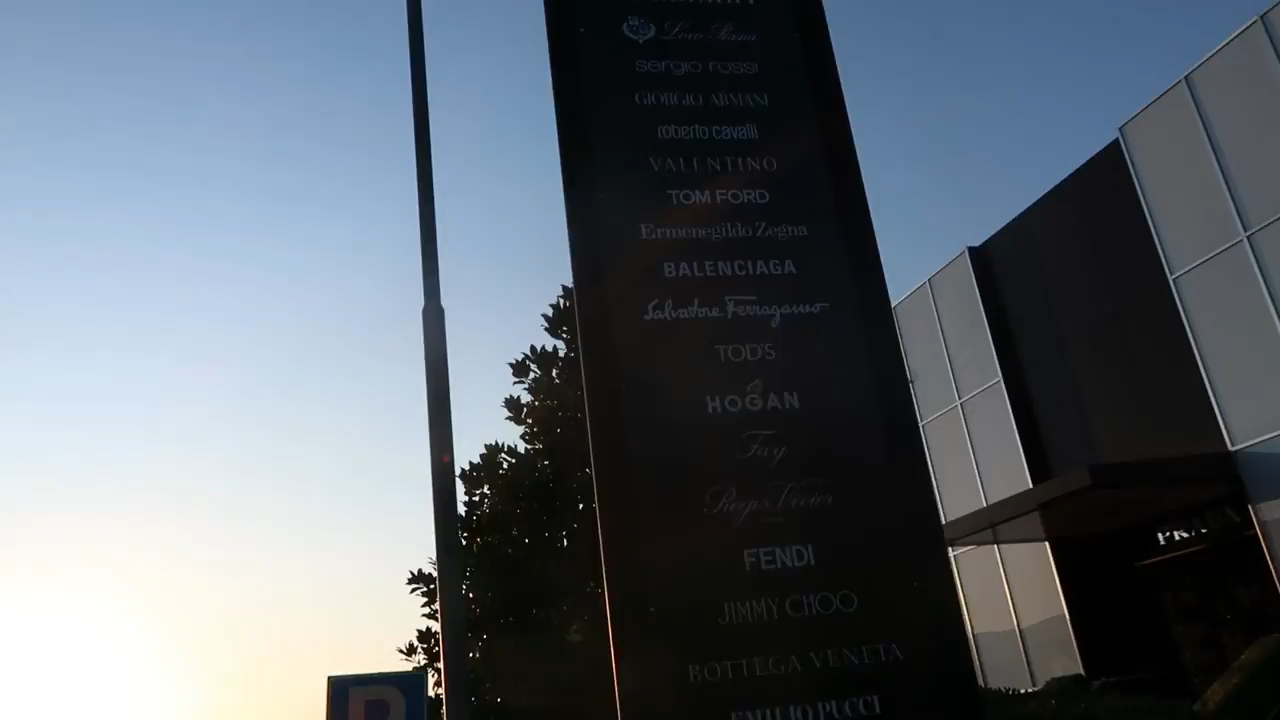 Loro Piana
sergio rossi
GIORGIO ARMANI
roberto cavalli
VALENTINO
TOM FORD
Ermenegildo Zegna
BALENCIAGA
Salvatore Ferragamo
TOD'S
HOGAN
Fay
Roger Vivier
FENDI
JIMMY CHOO
BOTTEGA VENETA
EMILIO PUCCI
PRADA
P